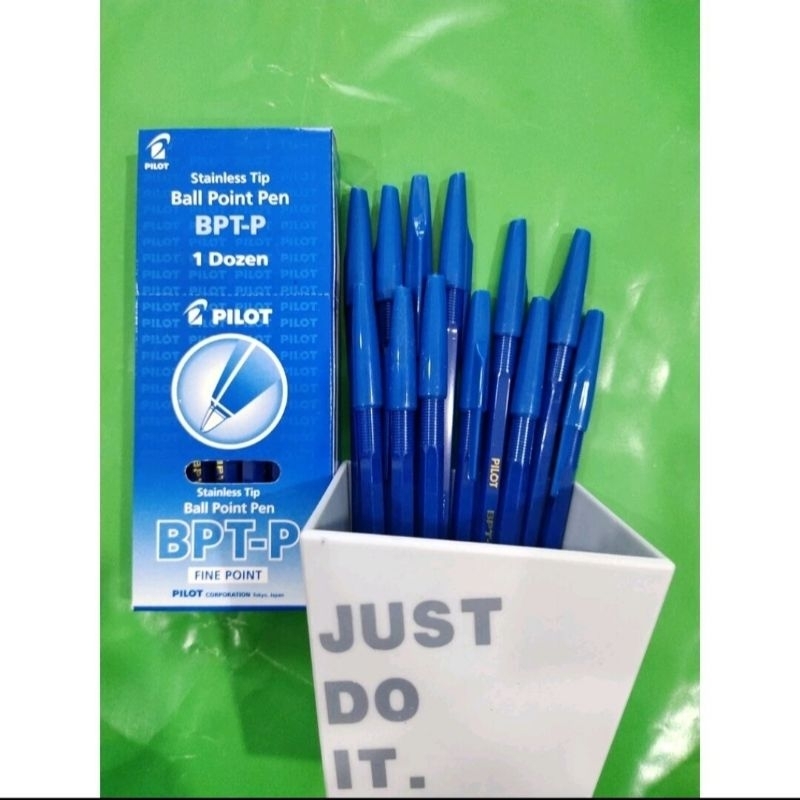 PILOT
Stainless Tip
Ball Point Pen
BPT-P
1 Dozen
PILOT
Stainless Tip
Ball Point Pen
BPT-P
FINE POINT
PILOT CORPORATION Tokyo, Japan
PILOT
JUST
DO
IT.